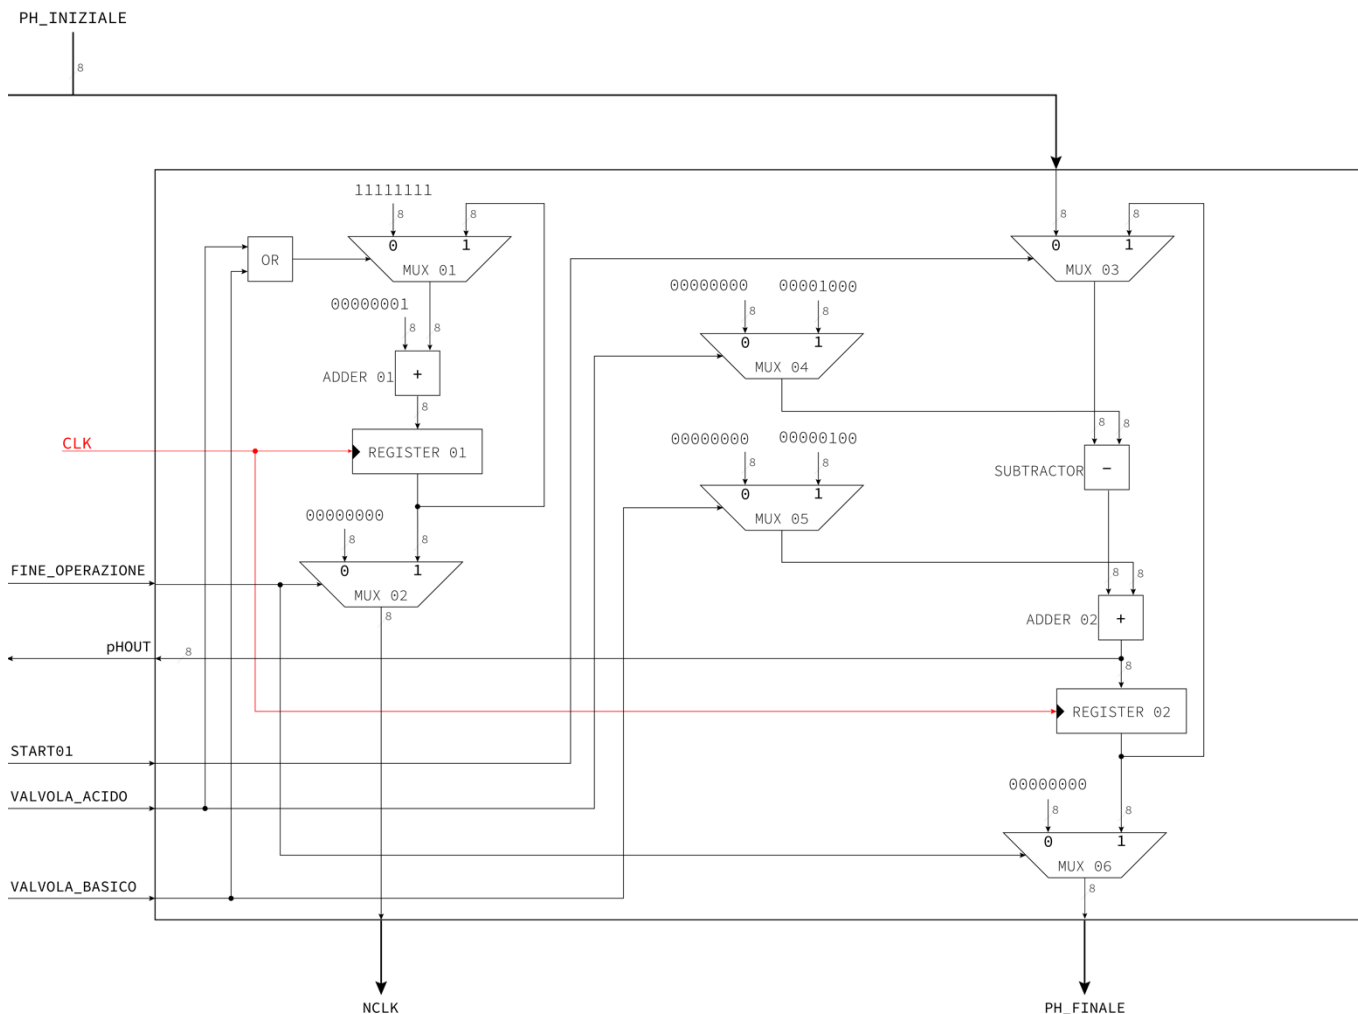 PH_INIZIALE
8
11111111
8
8
8
8
0
1
0
1
OR
MUX 01
MUX 03
00000000
00001000
00000001
8
8
8
8
0
1
MUX 04
ADDER 01
+
8
8
8
00000000
00000100
CLK
REGISTER 01
8
8
SUBTRACTOR
-
0
1
00000000
MUX 05
8
8
FINE_OPERAZIONE
0
1
8
8
MUX 02
8
ADDER 02
+
pHOUT
8
8
REGISTER 02
START01
00000000
VALVOLA_ACIDO
8
8
0
1
MUX 06
VALVOLA_BASICO
8
NCLK
PH_FINALE